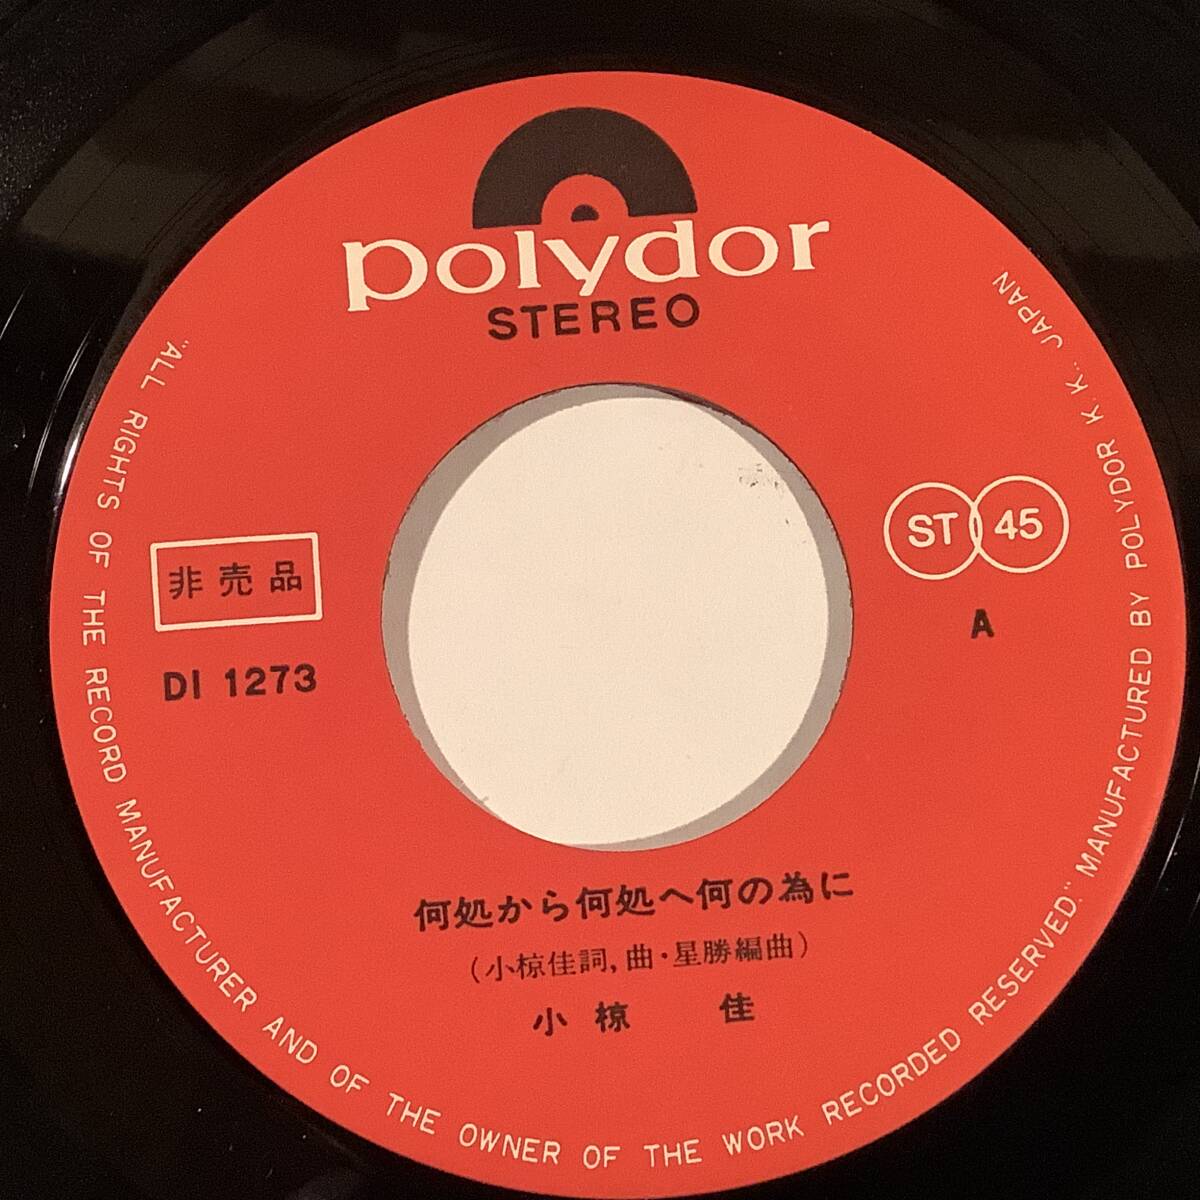 polydor
STEREO
ST 45
A
非売品
DI 1273
何処から何処へ何の為に
(小椋佳詞,曲・星勝編曲)
小椋 佳
"ALL RIGHTS OF THE RECORD MANUFACTURER AND OF THE OWNER OF THE WORK RECORDED RESERVED." MANUFACTURED BY POLYDOR K.K., JAPAN